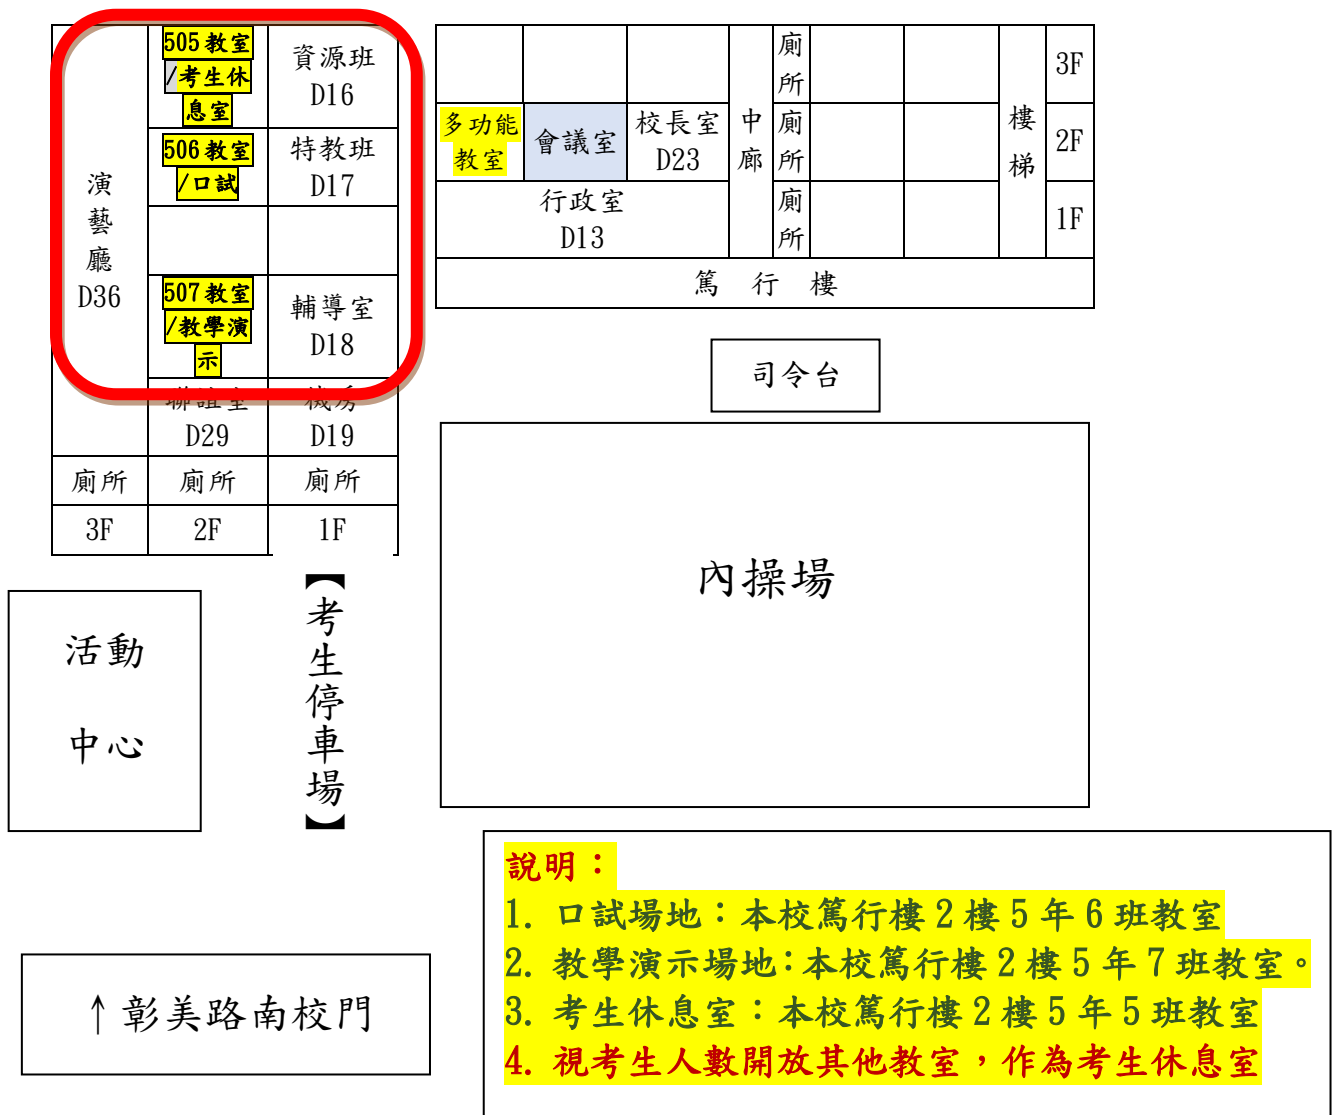 505教室
/考生休
息室
資源班
D16
506教室
/口試
特教班
D17
演
藝
廳
D36
507教室
/教學演
示
輔導室
D18
聯誼室
D29
機房
D19
廁所
廁所
廁所
3F
2F
1F
廁
所
3F
多功能
教室
會議室
校長室
D23
中
廊
廁
所
樓
梯
2F
行政室
D13
廁
所
1F
篤 行 樓
司令台
內操場
活動
中心
【考生停車場】
↑彰美路南校門
說明：
1. 口試場地：本校篤行樓2樓5年6班教室
2. 教學演示場地：本校篤行樓2樓5年7班教室。
3. 考生休息室：本校篤行樓2樓5年5班教室
4. 視考生人數開放其他教室，作為考生休息室